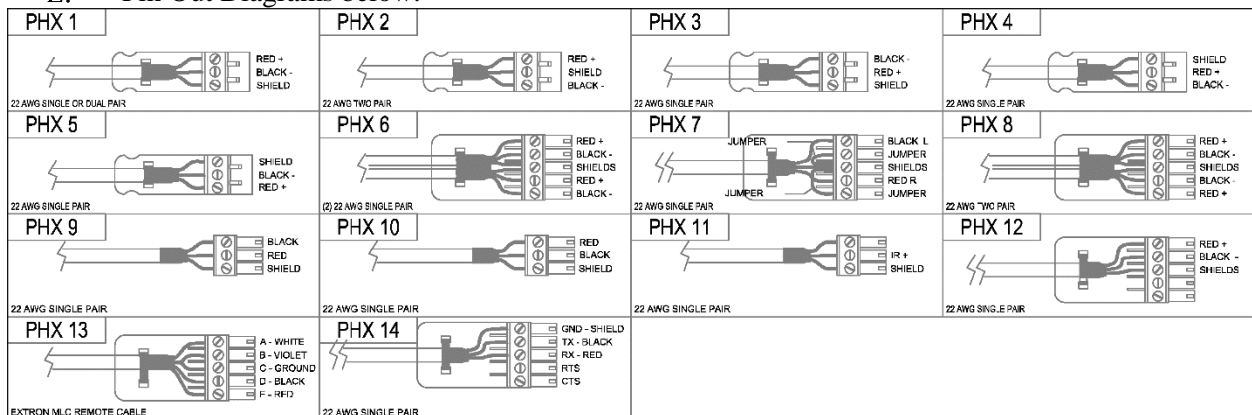 2. Pin Out Diagrams below:
PHX 1
RED +
BLACK -
SHIELD
22 AWG SINGLE OR DUAL PAIR
PHX 2
RED +
SHIELD
BLACK -
22 AWG TWO PAIR
PHX 3
BLACK -
RED +
SHIELD
22 AWG SINGLE PAIR
PHX 4
SHIELD
RED +
BLACK -
22 AWG SINGLE PAIR
PHX 5
SHIELD
BLACK -
RED +
22 AWG SINGLE PAIR
PHX 6
RED +
BLACK -
SHIELDS
RED +
BLACK -
(2) 22 AWG SINGLE PAIR
PHX 7
JUMPER
BLACK L
JUMPER
SHIELDS
RED R
JUMPER
JUMPER
22 AWG SINGLE PAIR
PHX 8
RED +
BLACK -
SHIELDS
BLACK -
RED +
22 AWG TWO PAIR
PHX 9
BLACK
RED
SHIELD
22 AWG SINGLE PAIR
PHX 10
RED
BLACK
SHIELD
22 AWG SINGLE PAIR
PHX 11
IR +
SHIELD
22 AWG SINGLE PAIR
PHX 12
RED +
BLACK -
SHIELDS
22 AWG SINGLE PAIR
PHX 13
A - WHITE
B - VIOLET
C - GROUND
D - BLACK
E - RED
EXTRON MLC REMOTE CABLE
PHX 14
GND - SHIELD
TX - BLACK
RX - RED
RTS
CTS
22 AWG SINGLE PAIR